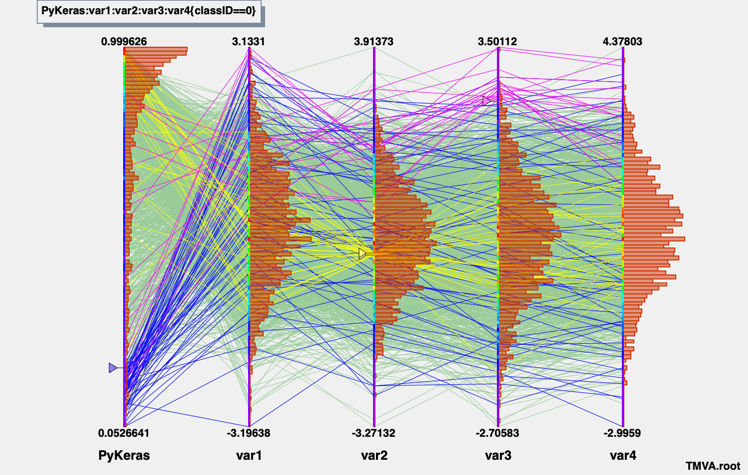 PyKeras:var1:var2:var3:var4{classID==0}
0.999626 3.1331 3.91373 3.50112 4.37803
0.0526641 -3.19638 -3.27132 -2.70583 -2.9959
PyKeras var1 var2 var3 var4
TMVA.root